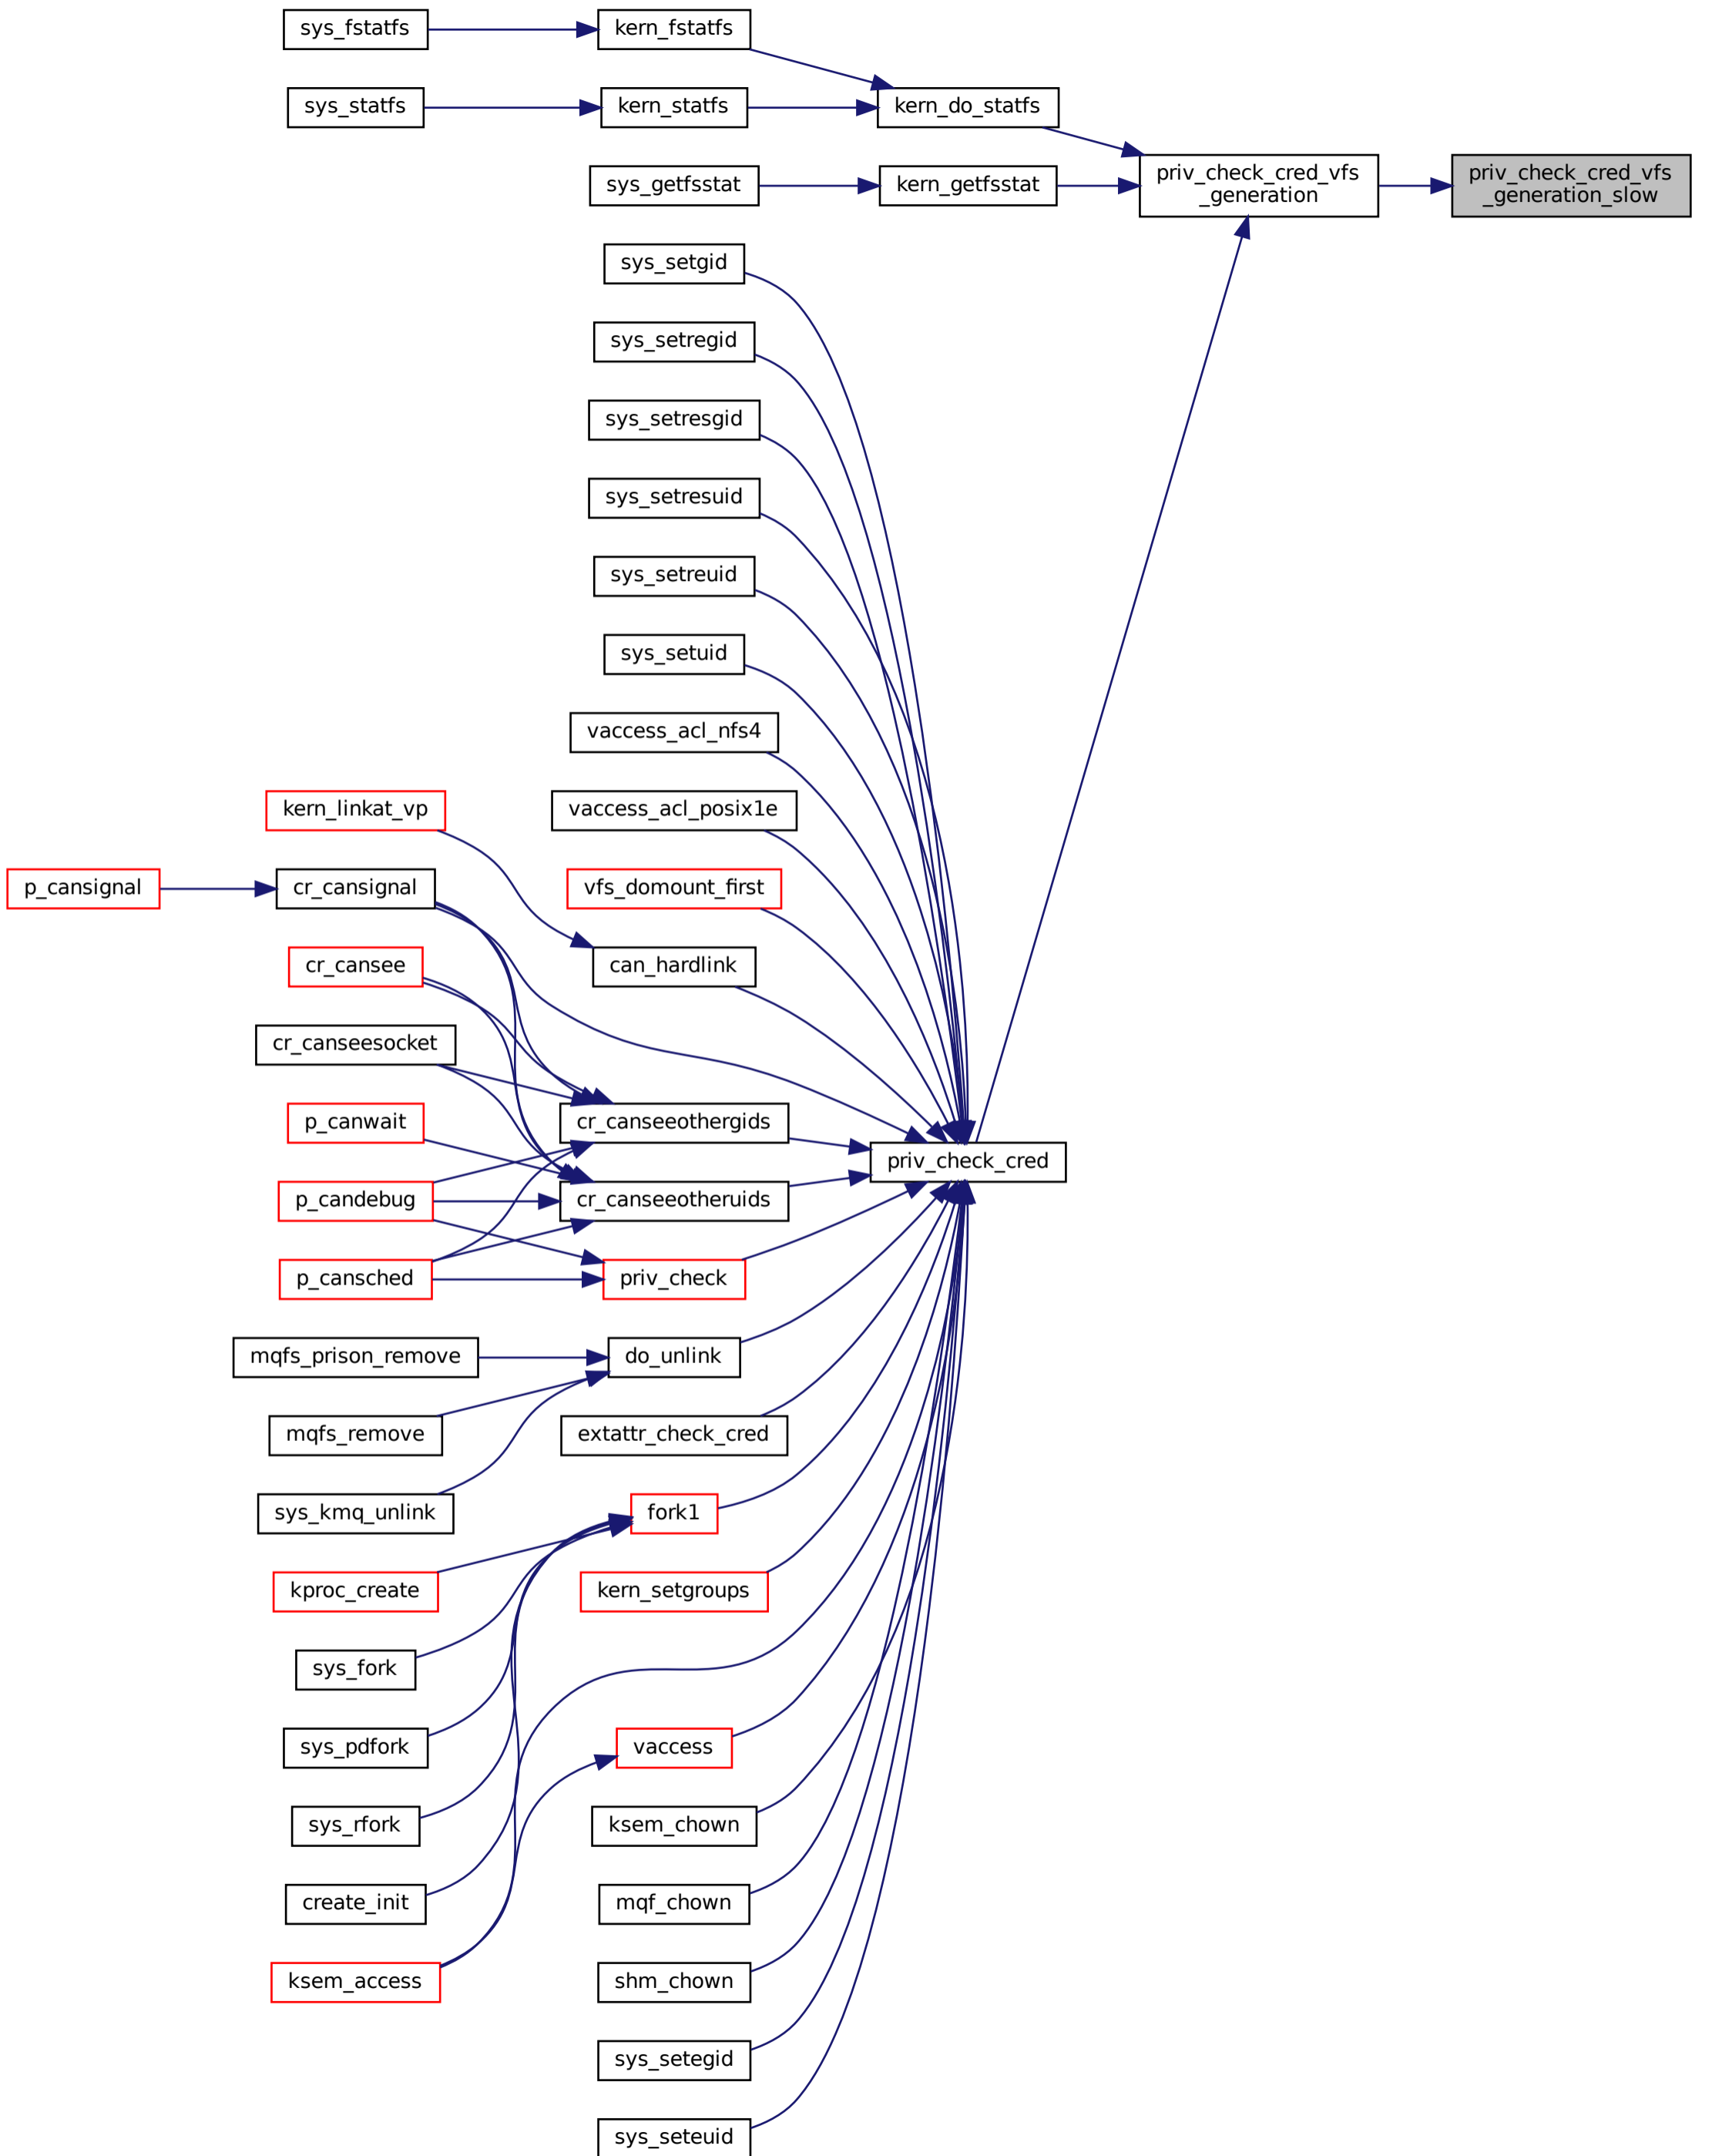 sys_fstatfs
kern_fstatfs
sys_statfs
kern_statfs
kern_do_statfs
sys_getfsstat
kern_getfsstat
priv_check_cred_vfs
_generation
priv_check_cred_vfs
_generation_slow
sys_setgid
sys_setregid
sys_setresgid
sys_setresuid
sys_setreuid
sys_setuid
vaccess_acl_nfs4
kern_linkat_vp
vaccess_acl_posix1e
p_cansignal
cr_cansignal
vfs_domount_first
cr_cansee
can_hardlink
cr_canseesocket
p_canwait
cr_canseeothergids
priv_check_cred
p_candebug
cr_canseeotheruids
p_cansched
priv_check
mqfs_prison_remove
do_unlink
mqfs_remove
extattr_check_cred
sys_kmq_unlink
fork1
kproc_create
kern_setgroups
sys_fork
sys_pdfork
vaccess
sys_rfork
ksem_chown
create_init
mqf_chown
ksem_access
shm_chown
sys_setegid
sys_seteuid